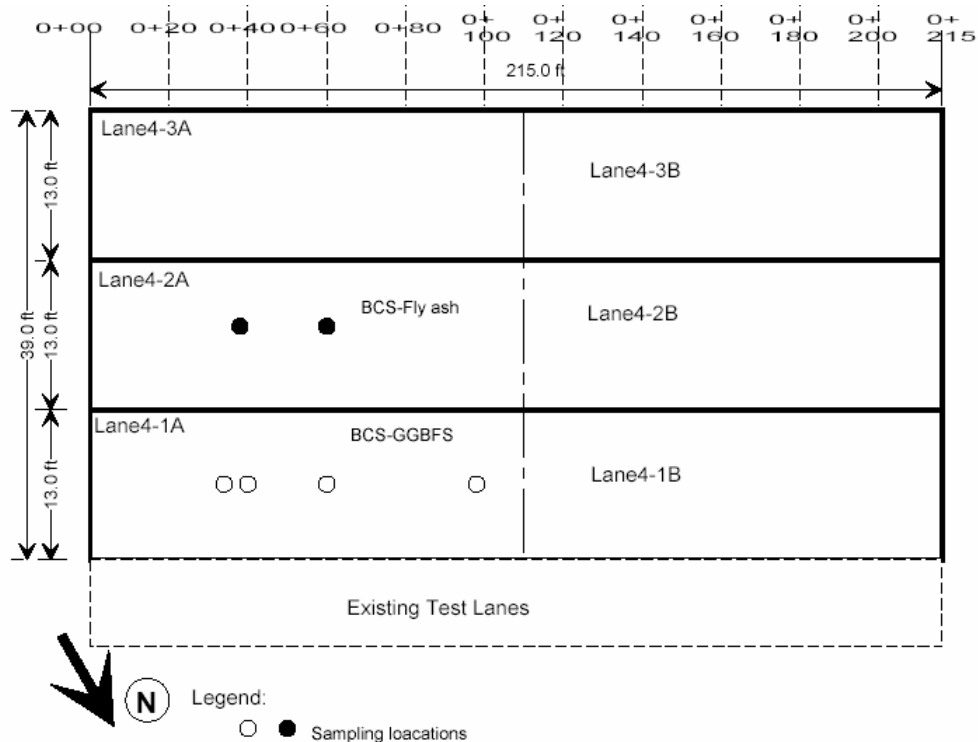 0+00 0+20 0+40 0+60 0+80 0+100 0+120 0+140 0+160 0+180 0+200 0+215
215.0 ft
Lane4-3A
Lane4-3B
13.0 ft
Lane4-2A
BCS-Fly ash
Lane4-2B
39.0 ft
13.0 ft
Lane4-1A
BCS-GGBFS
Lane4-1B
13.0 ft
Existing Test Lanes
N
Legend:
Sampling loacations